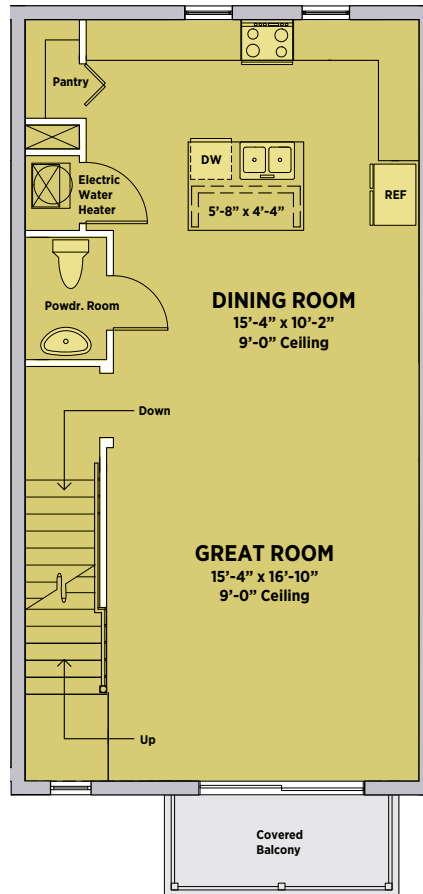 Pantry
DW
Electric
Water
Heater
REF
5’-8” x 4’-4”
Powdr. Room
DINING ROOM
15’-4” x 10’-2”
9’-0” Ceiling
Down
GREAT ROOM
15’-4” x 16’-10”
9’-0” Ceiling
Up
Covered
Balcony